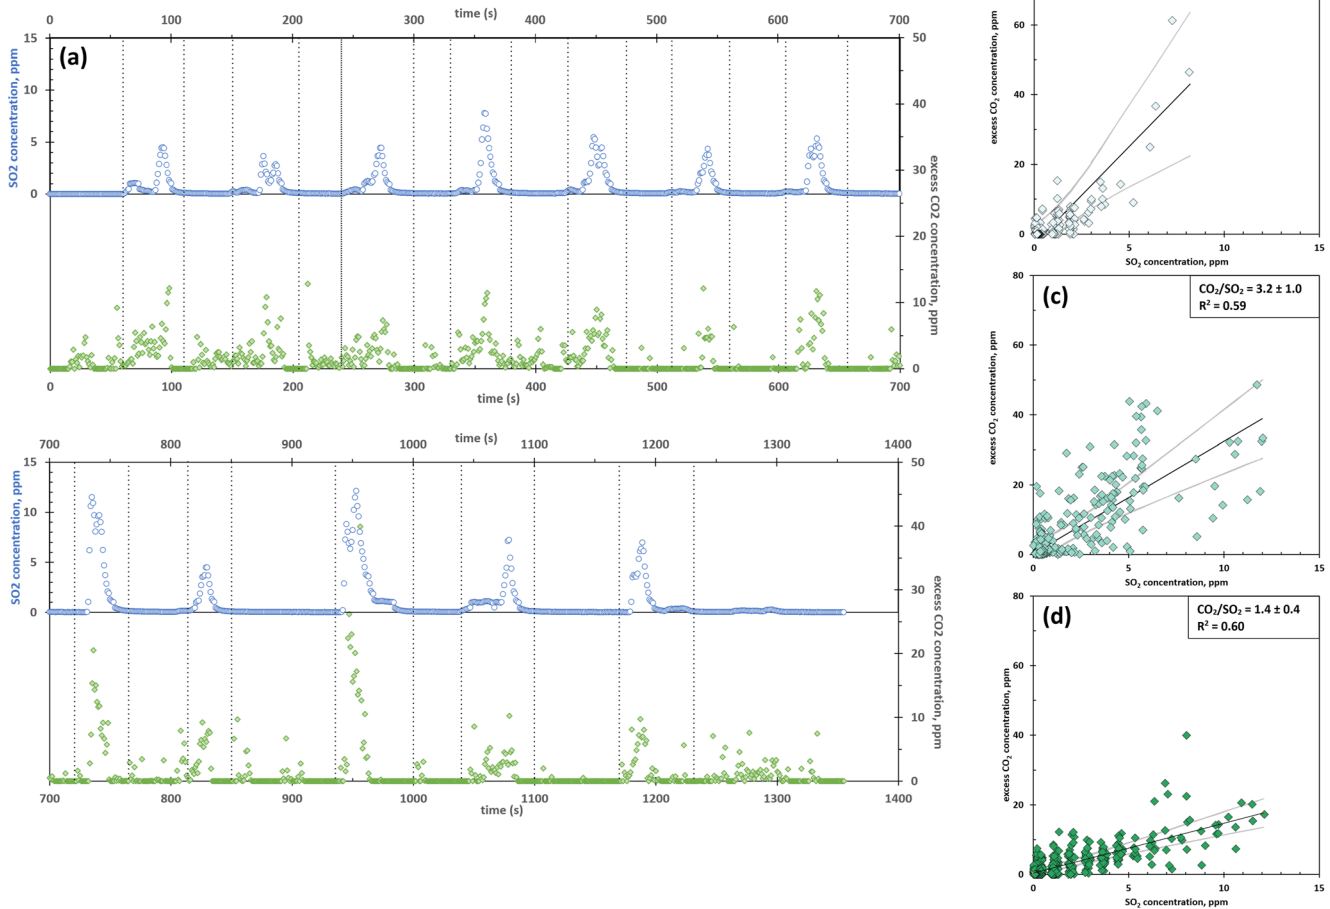 time (s)
0 100 200 300 400 500 600 700
(a)
SO2 concentration, ppm
15
10
5
0
excess CO2 concentration, ppm
50
40
30
20
10
0
0 100 200 300 400 500 600 700
time (s)
time (s)
700 800 900 1000 1100 1200 1300 1400
SO2 concentration, ppm
15
10
5
0
excess CO2 concentration, ppm
50
40
30
20
10
0
700 800 900 1000 1100 1200 1300 1400
time (s)
excess CO₂ concentration, ppm
60
40
20
0
0 5 10 15
SO₂ concentration, ppm
(c)
CO₂/SO₂ = 3.2 ± 1.0
R² = 0.59
excess CO₂ concentration, ppm
80
60
40
20
0
0 5 10 15
SO₂ concentration, ppm
(d)
CO₂/SO₂ = 1.4 ± 0.4
R² = 0.60
excess CO₂ concentration, ppm
80
60
40
20
0
0 5 10 15
SO₂ concentration, ppm